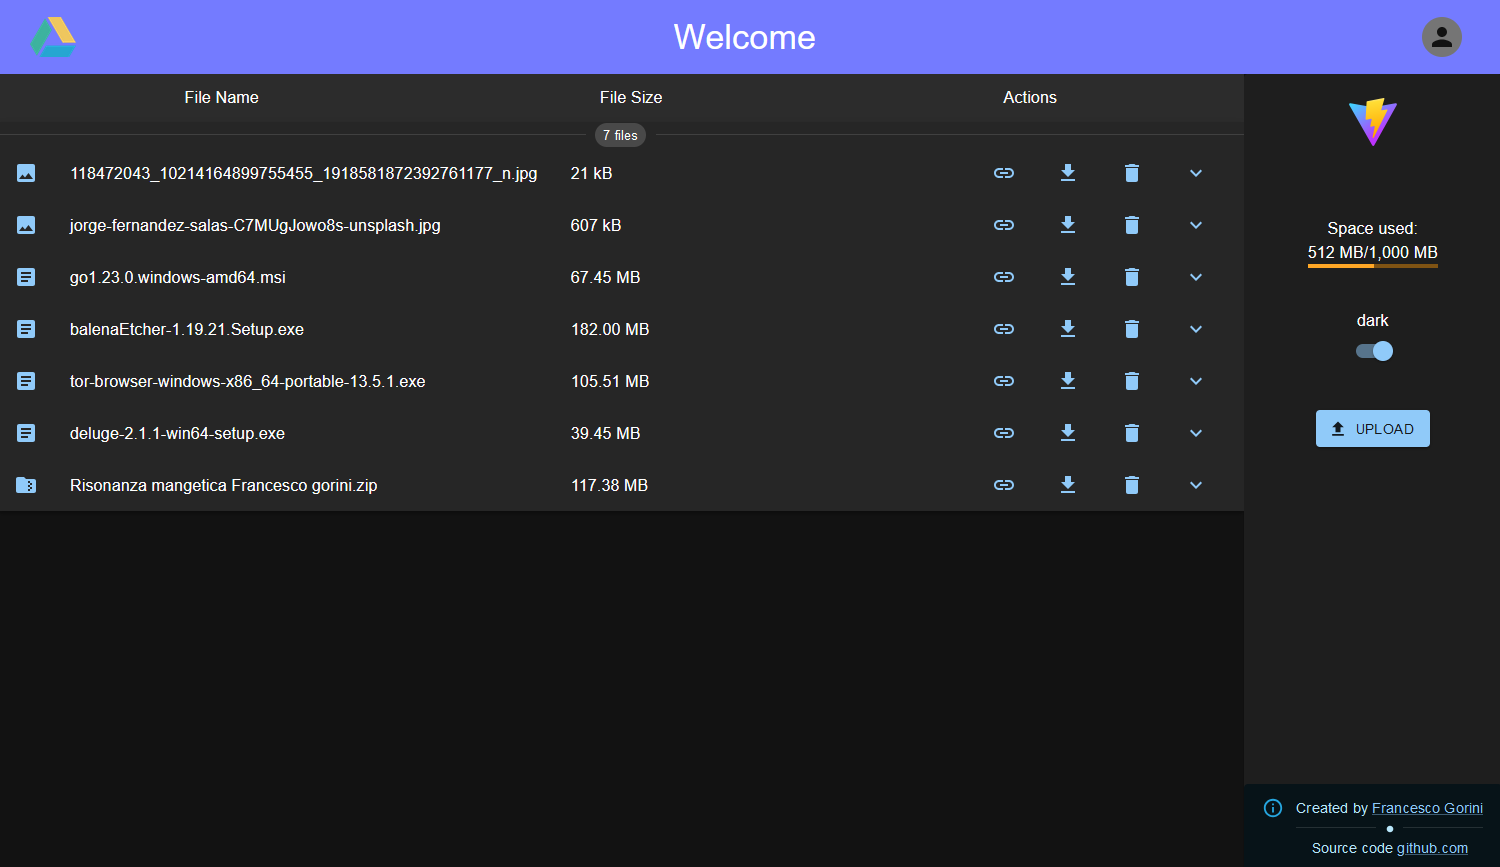 Welcome
File Name File Size Actions
7 files
118472043_10214164899755455_1918581872392761177_n.jpg 21 kB
jorge-fernandez-salas-C7MUgJowo8s-unsplash.jpg 607 kB
go1.23.0.windows-amd64.msi 67.45 MB
balenaEtcher-1.19.21.Setup.exe 182.00 MB
tor-browser-windows-x86_64-portable-13.5.1.exe 105.51 MB
deluge-2.1.1-win64-setup.exe 39.45 MB
Risonanza mangetica Francesco gorini.zip 117.38 MB
Space used:
512 MB/1,000 MB
dark
UPLOAD
Created by Francesco Gorini
Source code github.com